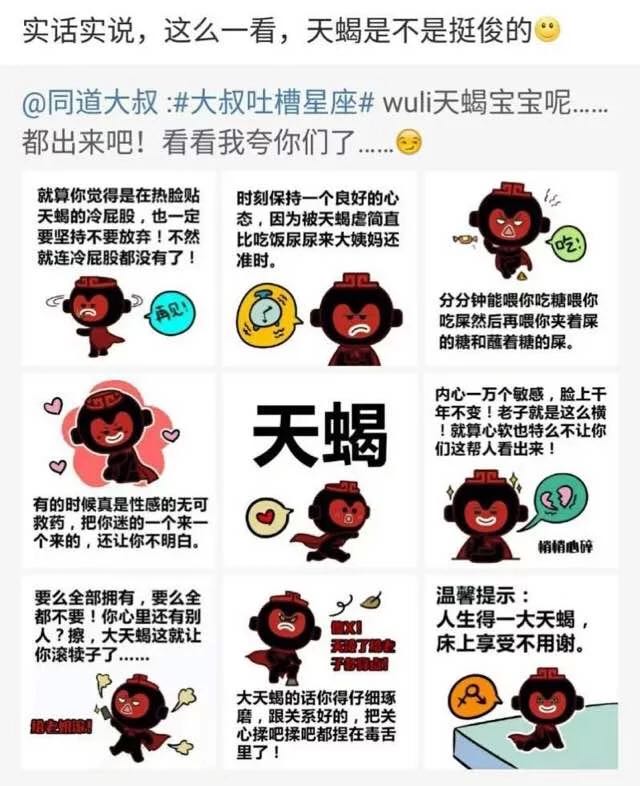 实话实说，这么一看，天蝎是不是挺俊的
@同道大叔 :#大叔吐槽星座# wuli天蝎宝宝呢……
都出来吧！看看我夸你们了……
就算你觉得是在热脸贴
天蝎的冷屁股，也一定
要坚持不要放弃！不然
就连冷屁股都没有了！
再见!
时刻保持一个良好的心
态，因为被天蝎虐简直
比吃饭尿尿来大姨妈还
准时。
吃!
分分钟能喂你吃糖喂你
吃屎然后再喂你夹着屎
的糖和蘸着糖的屎。
有的时候真是性感的无可
救药，把你迷的一个来一
个来的，还让你不明白。
天蝎
内心一万个敏感，脸上千
年不变！老子就是这么横
！就算心软也特么不让你
们这帮人看出来！
悄悄心碎
要么全部拥有，要么全
都不要！你心里还有别
人？擦，大天蝎这就让
你滚犊子了……
给老娘滚!
天凉了给老
子多穿点!
大天蝎的话你得仔细琢
磨，跟关系好的，把关
心揉吧揉吧都捏在毒舌
里了！
温馨提示：
人生得一大天蝎，
床上享受不用谢。